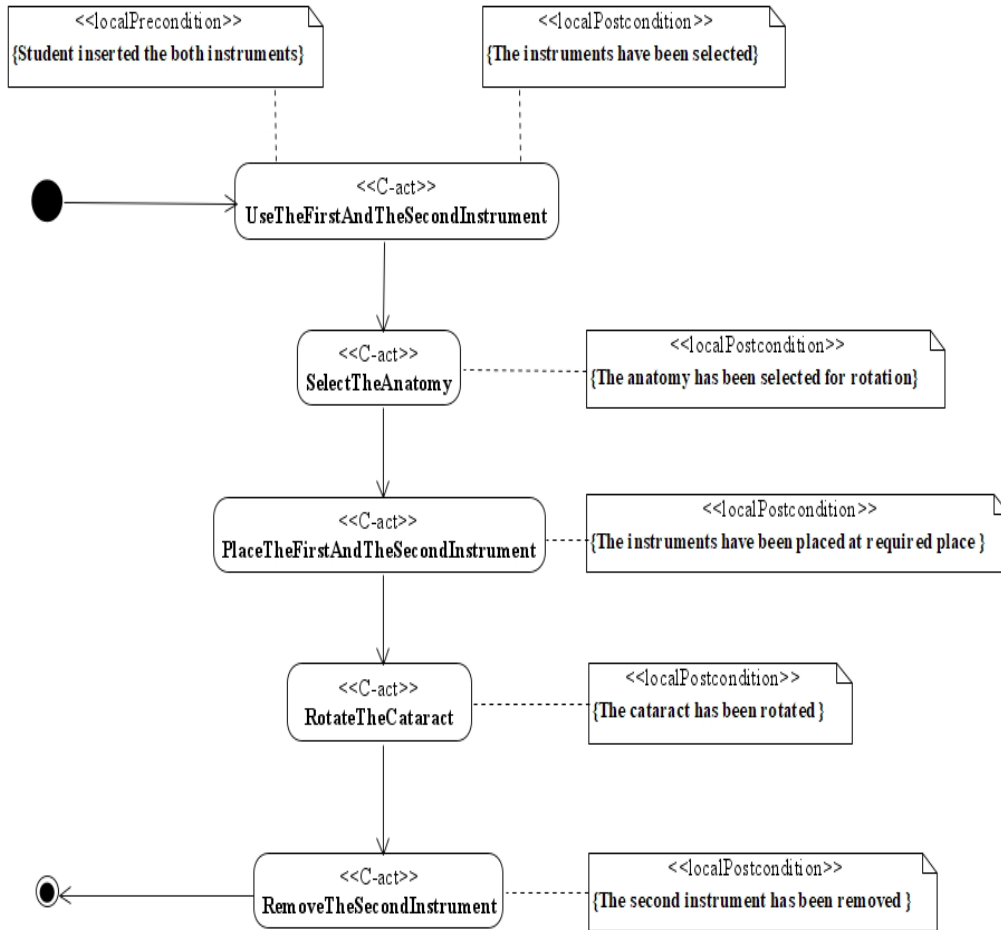 <<localPrecondition>>
{Student inserted the both instruments}
<<localPostcondition>>
{The instruments have been selected}
<<C-act>>
UseTheFirstAndTheSecondInstrument
<<C-act>>
SelectTheAnatomy
<<localPostcondition>>
{The anatomy has been selected for rotation}
<<C-act>>
PlaceTheFirstAndTheSecondInstrument
<<localPostcondition>>
{The instruments have been placed at required place }
<<C-act>>
RotateTheCataract
<<localPostcondition>>
{The cataract has been rotated }
<<C-act>>
RemoveTheSecondInstrument
<<localPostcondition>>
{The second instrument has been removed }